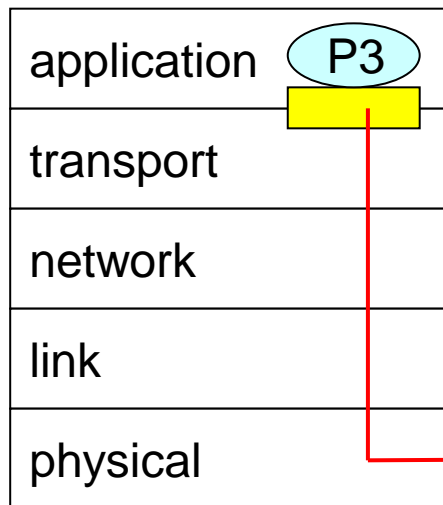 application P3
transport
network
link
physical